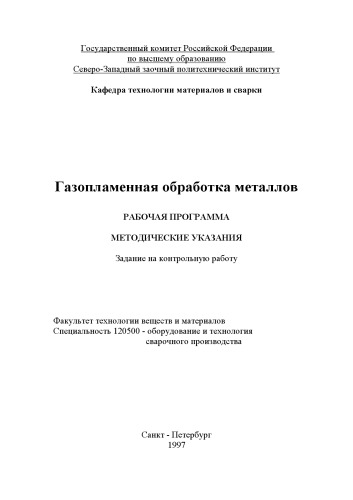 Государственный комитет Российской Федерации
по высшему образованию
Северо-Западный заочный политехнический институт
Кафедра технологии материалов и сварки
Газопламенная обработка металлов
РАБОЧАЯ ПРОГРАММА
МЕТОДИЧЕСКИЕ УКАЗАНИЯ
Задание на контрольную работу
Факультет технологии веществ и материалов
Специальность 120500 - оборудование и технология
сварочного производства
Санкт - Петербург
1997